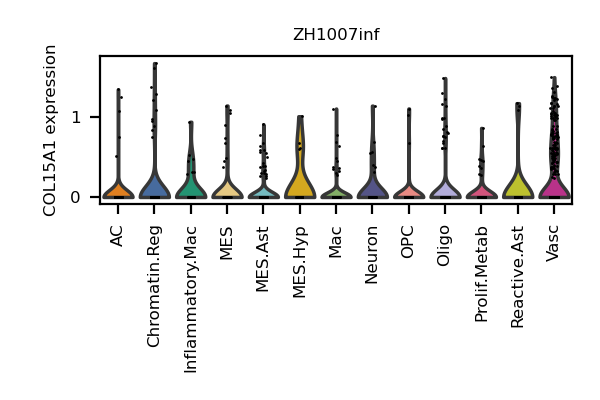 ZH1007inf
COL15A1 expression
1
0
AC
Chromatin.Reg
Inflammatory.Mac
MES
MES.Ast
MES.Hyp
Mac
Neuron
OPC
Oligo
Prolif.Metab
Reactive.Ast
Vasc